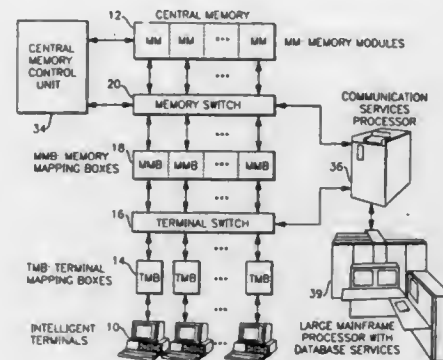 CENTRAL MEMORY
12
CENTRAL MEMORY CONTROL UNIT
34
MM MM ... MM
MM- MEMORY MODULES
...
20
MEMORY SWITCH
...
COMMUNICATION SERVICES PROCESSOR
36
MMB- MEMORY MAPPING BOXES
18
MMB MMB ... MMB
...
16
TERMINAL SWITCH
...
TMB- TERMINAL MAPPING BOXES
14
TMB TMB ... TMB
...
INTELLIGENT TERMINALS
10
...
39
LARGE MAINFRAME PROCESSOR WITH DATABASE SERVICES